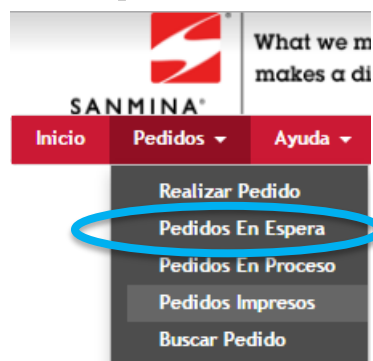 What we m
makes a di
SANMINA®
Inicio Pedidos Ayuda
Realizar Pedido
Pedidos En Espera
Pedidos En Proceso
Pedidos Impresos
Buscar Pedido